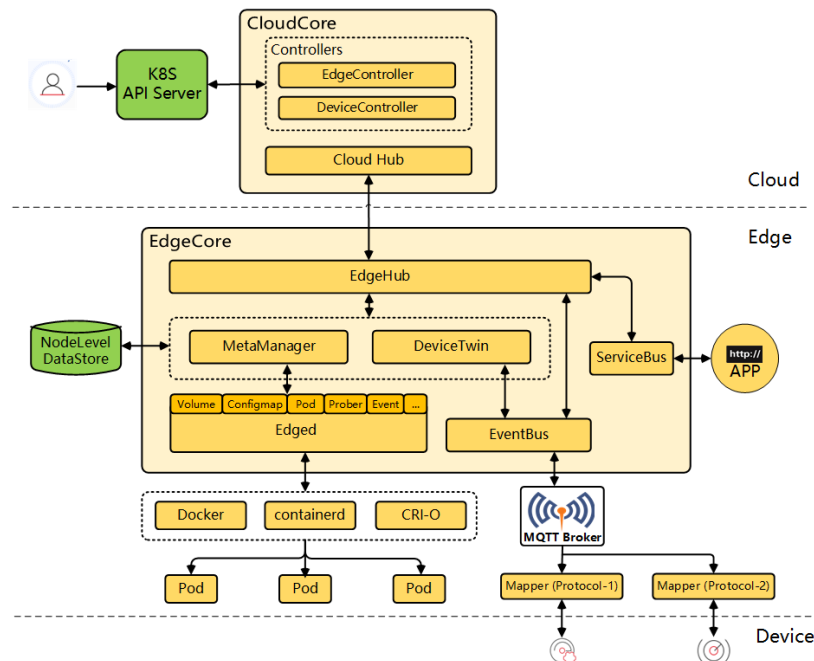 CloudCore
Controllers
K8S
API Server
EdgeController
DeviceController
Cloud Hub
Cloud
EdgeCore
Edge
EdgeHub
NodeLevel
DataStore
MetaManager
DeviceTwin
ServiceBus
http://
APP
Volume Configmap Pod Prober Event ...
Edged
EventBus
Docker containerd CRI-O
MQTT Broker
Pod Pod Pod
Mapper (Protocol-1) Mapper (Protocol-2)
Device